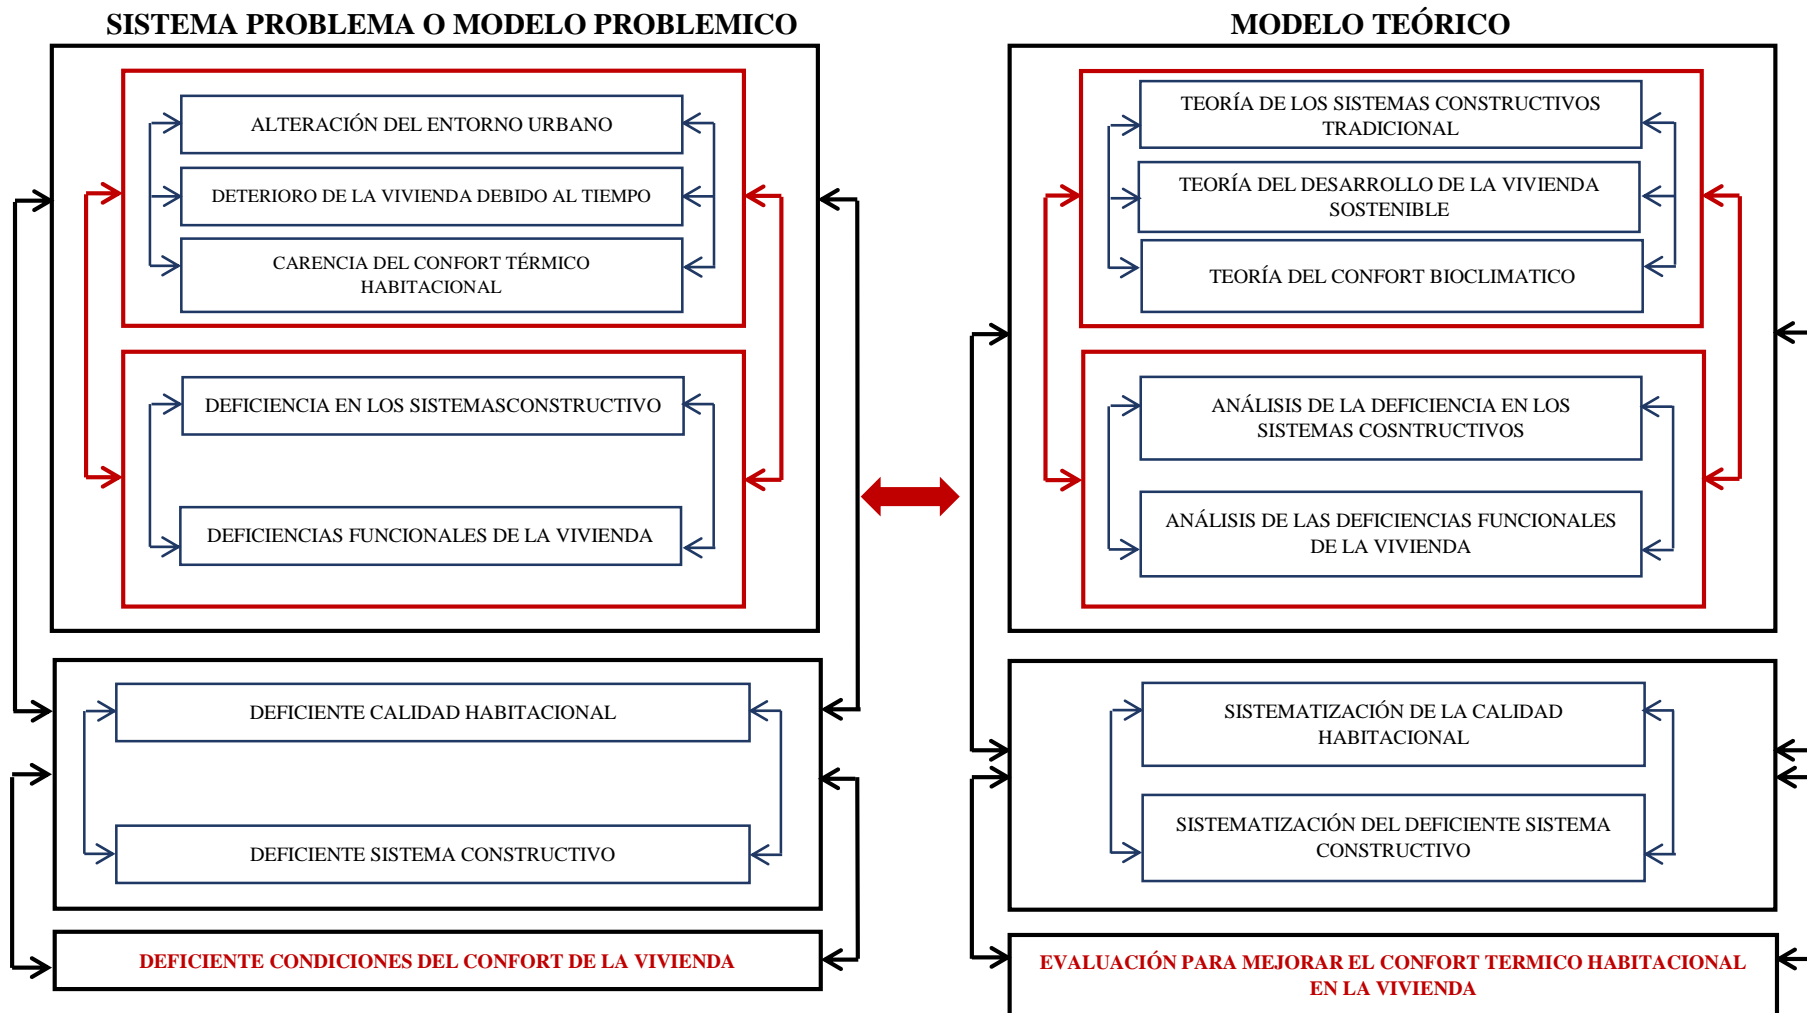 SISTEMA PROBLEMA O MODELO PROBLEMICO
ALTERACIÓN DEL ENTORNO URBANO
DETERIORO DE LA VIVIENDA DEBIDO AL TIEMPO
CARENCIA DEL CONFORT TÉRMICO
HABITACIONAL
DEFICIENCIA EN LOS SISTEMASCONSTRUCTIVO
DEFICIENCIAS FUNCIONALES DE LA VIVIENDA
DEFICIENTE CALIDAD HABITACIONAL
DEFICIENTE SISTEMA CONSTRUCTIVO
DEFICIENTE CONDICIONES DEL CONFORT DE LA VIVIENDA
MODELO TEÓRICO
TEORÍA DE LOS SISTEMAS CONSTRUCTIVOS
TRADICIONAL
TEORÍA DEL DESARROLLO DE LA VIVIENDA
SOSTENIBLE
TEORÍA DEL CONFORT BIOCLIMATICO
ANÁLISIS DE LA DEFICIENCIA EN LOS
SISTEMAS COSNTRUCTIVOS
ANÁLISIS DE LAS DEFICIENCIAS FUNCIONALES
DE LA VIVIENDA
SISTEMATIZACIÓN DE LA CALIDAD
HABITACIONAL
SISTEMATIZACIÓN DEL DEFICIENTE SISTEMA
CONSTRUCTIVO
EVALUACIÓN PARA MEJORAR EL CONFORT TERMICO HABITACIONAL
EN LA VIVIENDA